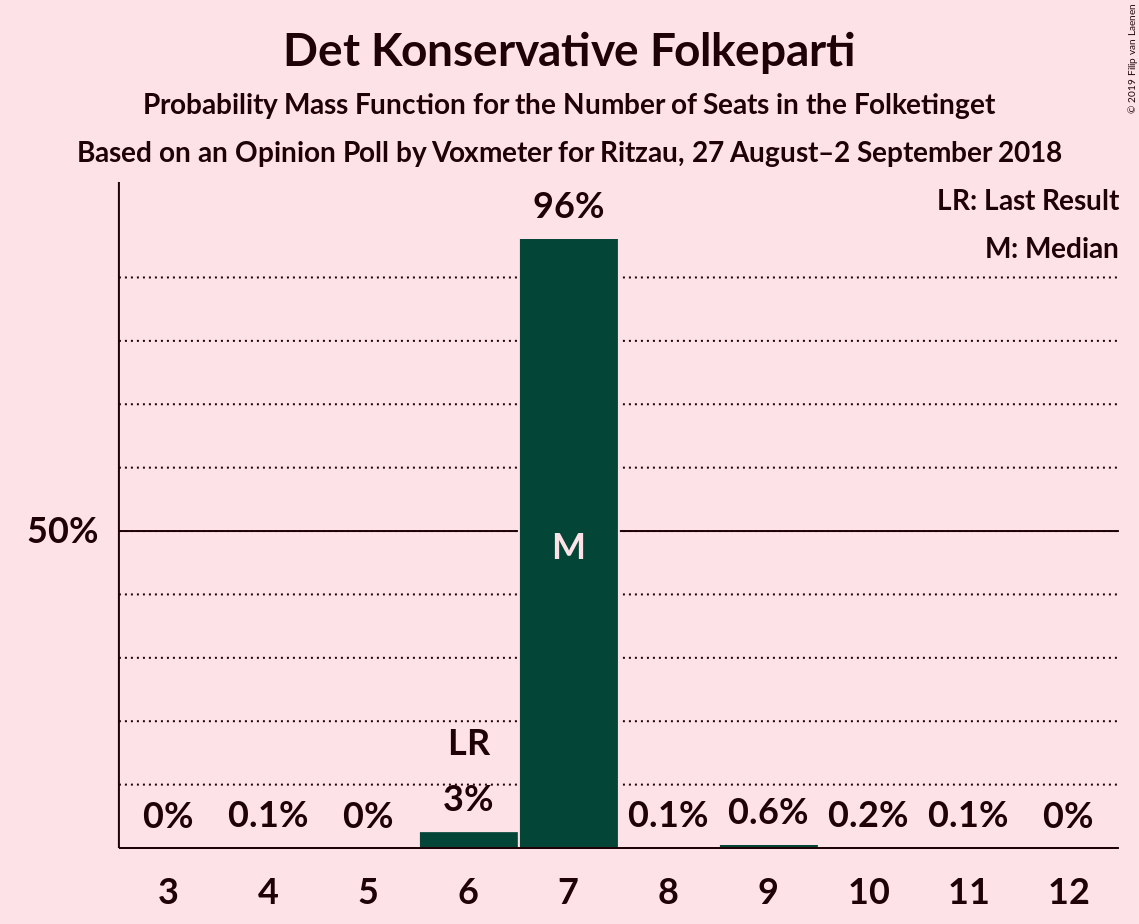 Det Konservative Folkeparti
Probability Mass Function for the Number of Seats in the Folketinget
Based on an Opinion Poll by Voxmeter for Ritzau, 27 August–2 September 2018
© 2019 Filip van Laenen
LR: Last Result
M: Median
96%
50%
M
LR
0% 0.1% 0% 3% 0.1% 0.6% 0.2% 0.1% 0%
3 4 5 6 7 8 9 10 11 12